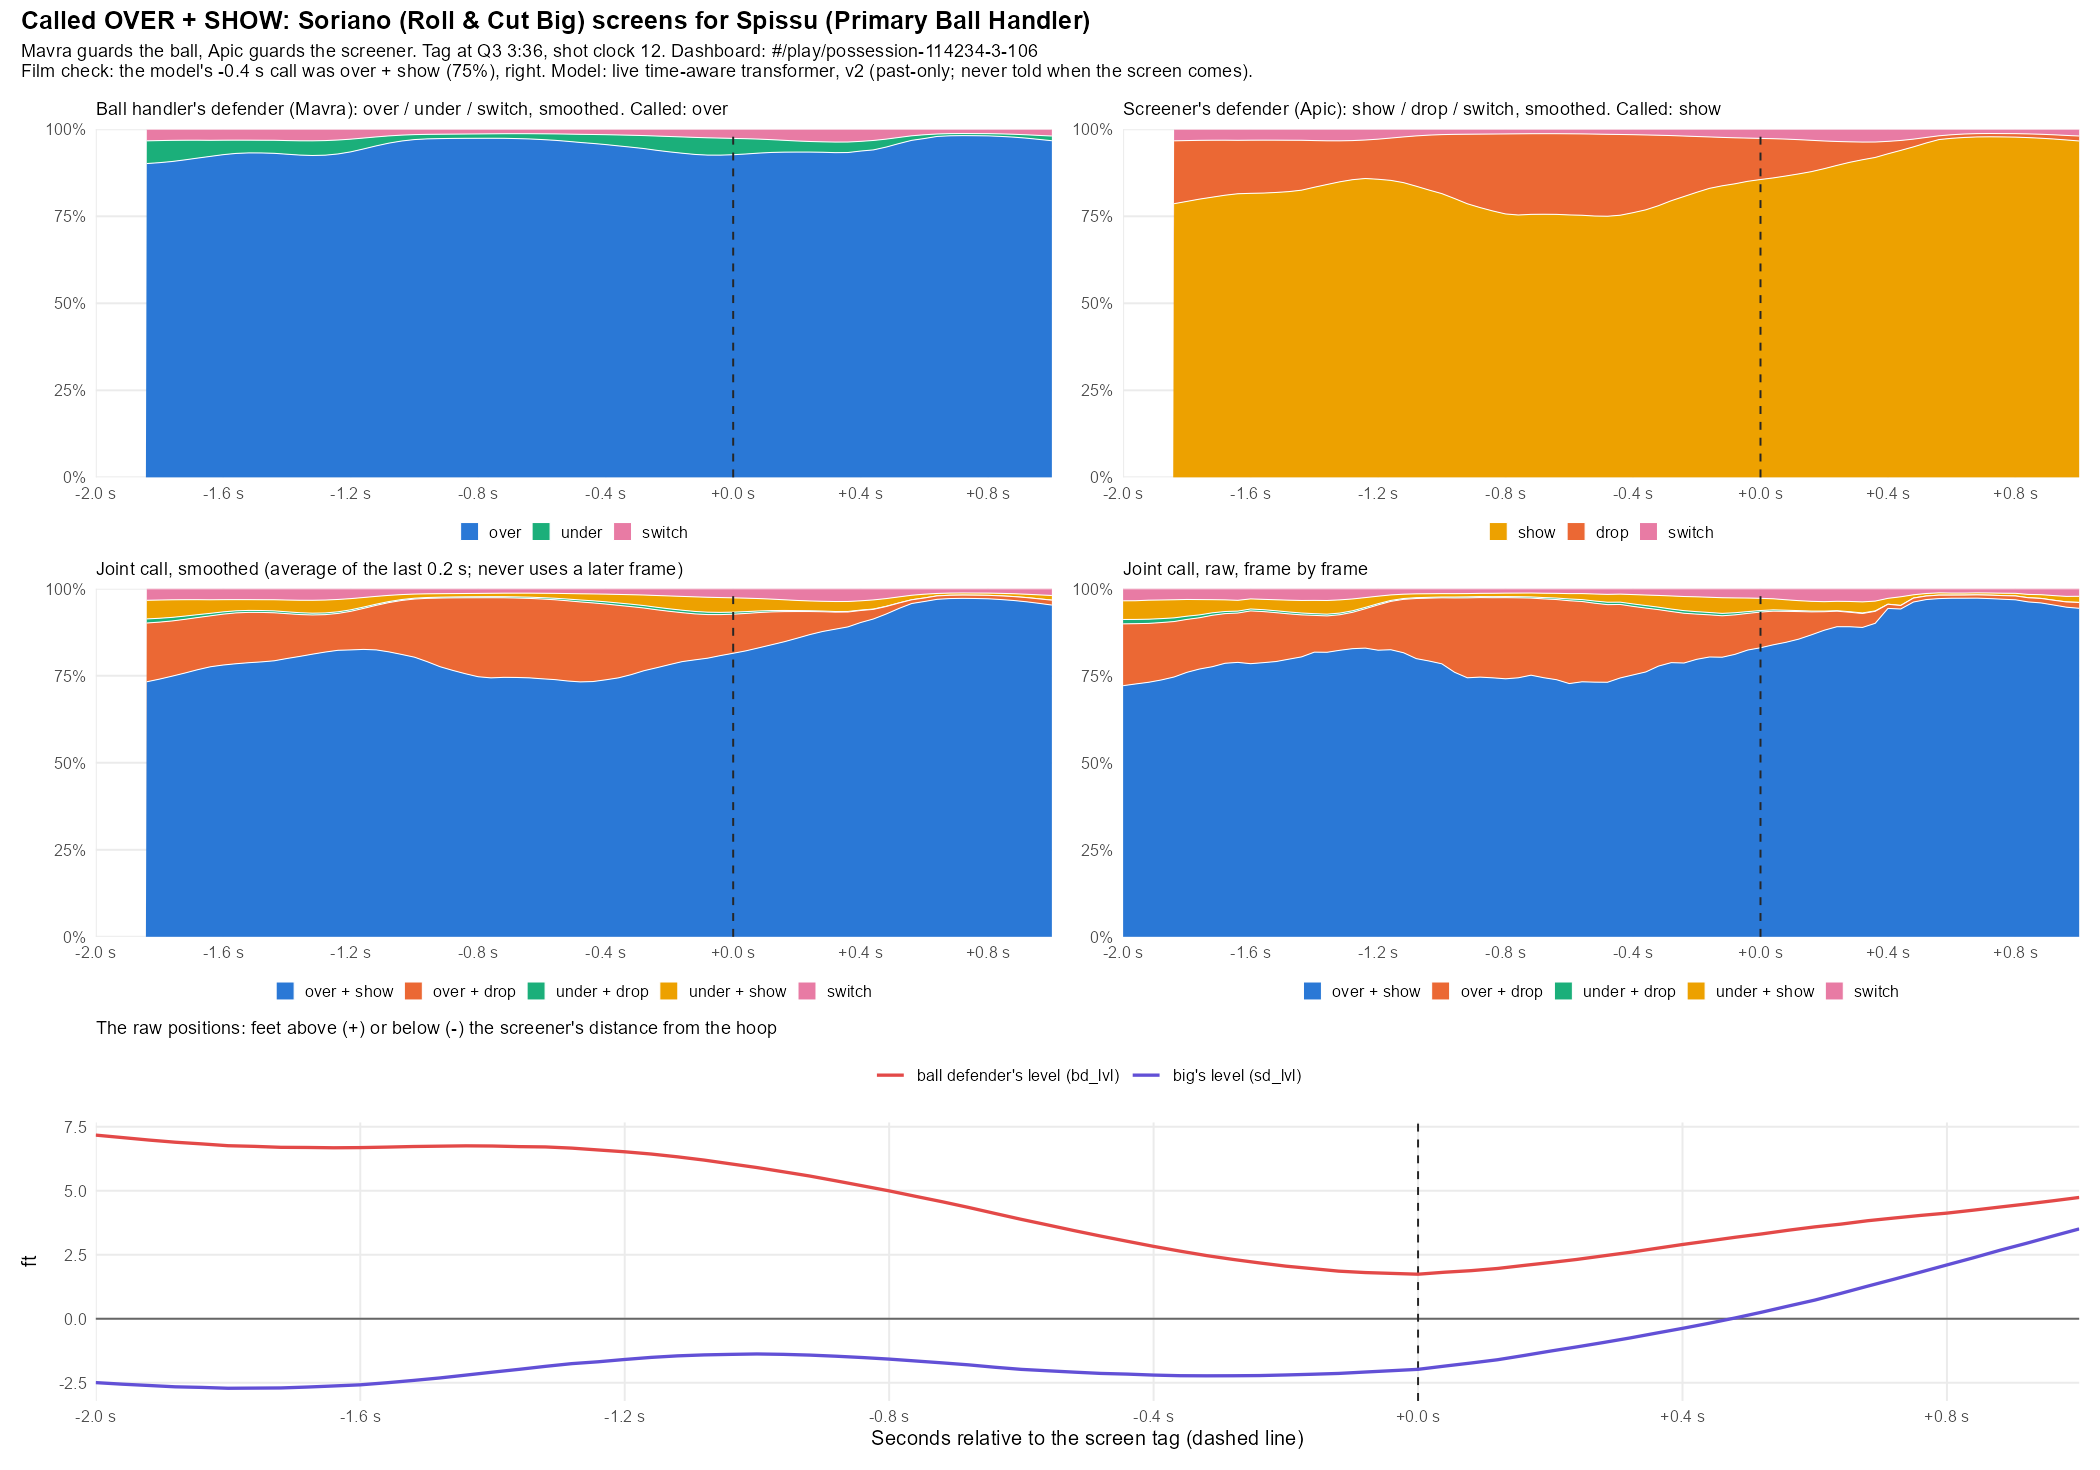 Called OVER + SHOW: Soriano (Roll & Cut Big) screens for Spissu (Primary Ball Handler)
Mavra guards the ball, Apic guards the screener. Tag at Q3 3:36, shot clock 12. Dashboard: #/play/possession-114234-3-106
Film check: the model's -0.4 s call was over + show (75%), right. Model: live time-aware transformer, v2 (past-only; never told when the screen comes).
Ball handler's defender (Mavra): over / under / switch, smoothed. Called: over
100%
75%
50%
25%
0%
-2.0 s -1.6 s -1.2 s -0.8 s -0.4 s +0.0 s +0.4 s +0.8 s
over under switch
Screener's defender (Apic): show / drop / switch, smoothed. Called: show
100%
75%
50%
25%
0%
-2.0 s -1.6 s -1.2 s -0.8 s -0.4 s +0.0 s +0.4 s +0.8 s
show drop switch
Joint call, smoothed (average of the last 0.2 s; never uses a later frame)
100%
75%
50%
25%
0%
-2.0 s -1.6 s -1.2 s -0.8 s -0.4 s +0.0 s +0.4 s +0.8 s
over + show over + drop under + drop under + show switch
Joint call, raw, frame by frame
100%
75%
50%
25%
0%
-2.0 s -1.6 s -1.2 s -0.8 s -0.4 s +0.0 s +0.4 s +0.8 s
over + show over + drop under + drop under + show switch
The raw positions: feet above (+) or below (-) the screener's distance from the hoop
ball defender's level (bd_lvl) big's level (sd_lvl)
ft
7.5
5.0
2.5
0.0
-2.5
-2.0 s -1.6 s -1.2 s -0.8 s -0.4 s +0.0 s +0.4 s +0.8 s
Seconds relative to the screen tag (dashed line)